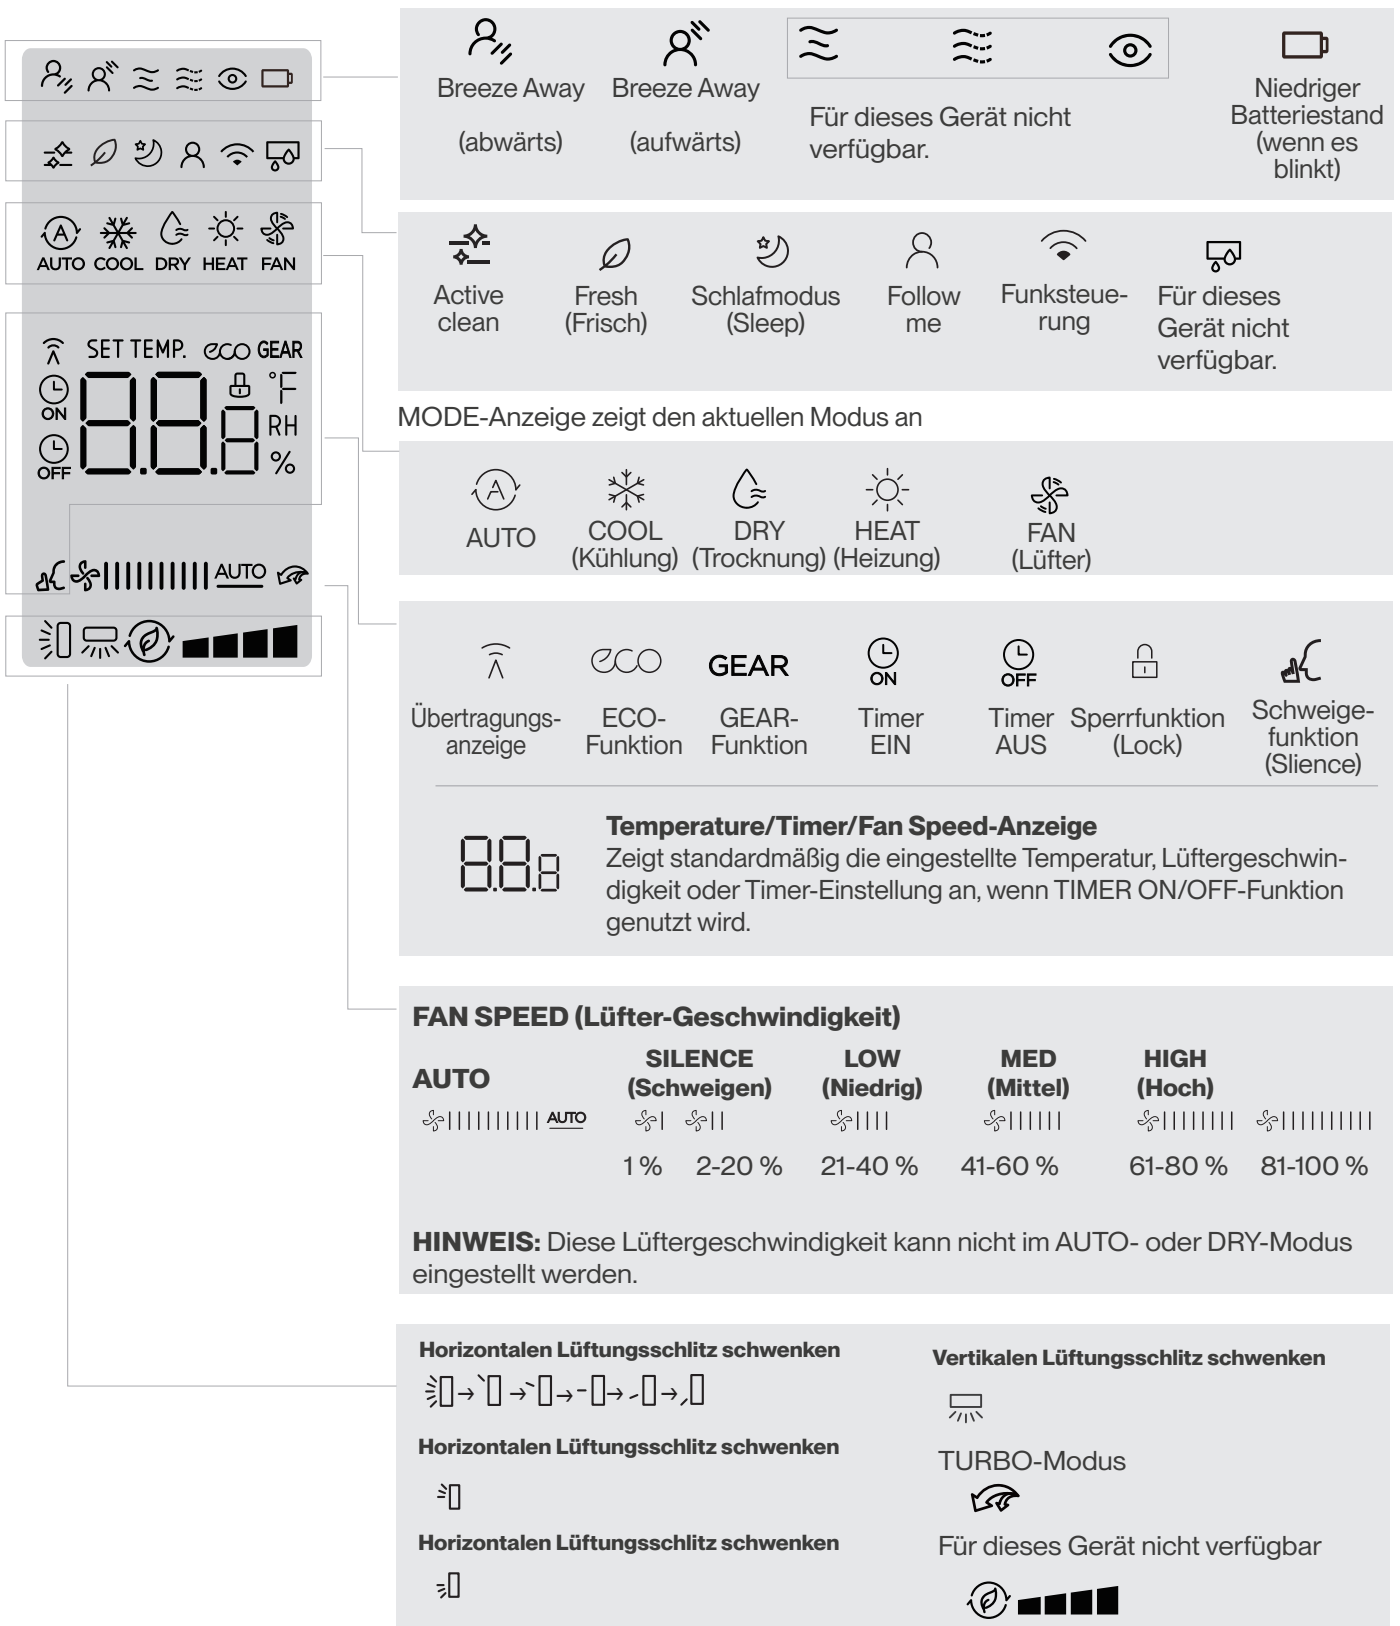 AUTO COOL DRY HEAT FAN
SET TEMP. eco GEAR
ON
°F
RH
OFF
%
AUTO
Breeze Away
(abwärts)
Breeze Away
(aufwärts)
Für dieses Gerät nicht
verfügbar.
Niedriger
Batteriestand
(wenn es
blinkt)
Active
clean
Fresh
(Frisch)
Schlafmodus
(Sleep)
Follow
me
Funksteue-
rung
Für dieses
Gerät nicht
verfügbar.
MODE-Anzeige zeigt den aktuellen Modus an
AUTO
COOL
(Kühlung)
DRY
(Trocknung)
HEAT
(Heizung)
FAN
(Lüfter)
eco
GEAR
ON
OFF
Übertragungs-
anzeige
ECO-
Funktion
GEAR-
Funktion
Timer
EIN
Timer
AUS
Sperrfunktion
(Lock)
Schweige-
funktion
(Slience)
88.8
Temperature/Timer/Fan Speed-Anzeige
Zeigt standardmäßig die eingestellte Temperatur, Lüftergeschwin-
digkeit oder Timer-Einstellung an, wenn TIMER ON/OFF-Funktion
genutzt wird.
FAN SPEED (Lüfter-Geschwindigkeit)
AUTO
SILENCE
(Schweigen)
LOW
(Niedrig)
MED
(Mittel)
HIGH
(Hoch)
AUTO
1 % 2-20 % 21-40 % 41-60 % 61-80 % 81-100 %
HINWEIS: Diese Lüftergeschwindigkeit kann nicht im AUTO- oder DRY-Modus
eingestellt werden.
Horizontalen Lüftungsschlitz schwenken
Horizontalen Lüftungsschlitz schwenken
Horizontalen Lüftungsschlitz schwenken
Vertikalen Lüftungsschlitz schwenken
TURBO-Modus
Für dieses Gerät nicht verfügbar